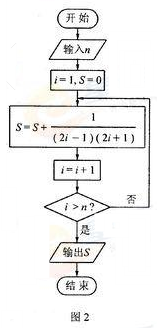 开始
输入n
i=1, S=0
S=S+ 1/((2i-1)(2i+1))
i=i+1
i>n?
否
是
输出S
结束
图2